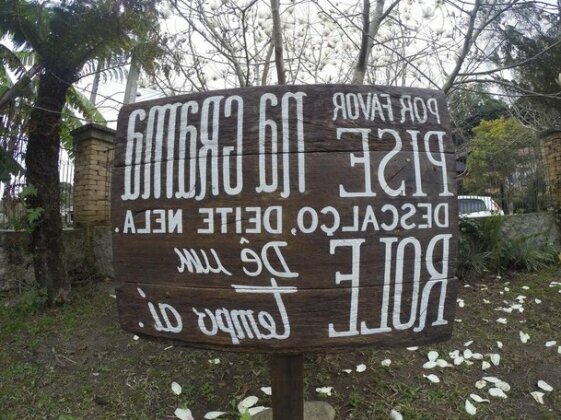 POR FAVOR
PISE NA GRAMA
DESCALÇO, DEITE NELA.
ROLE Dê um
tempo aí.